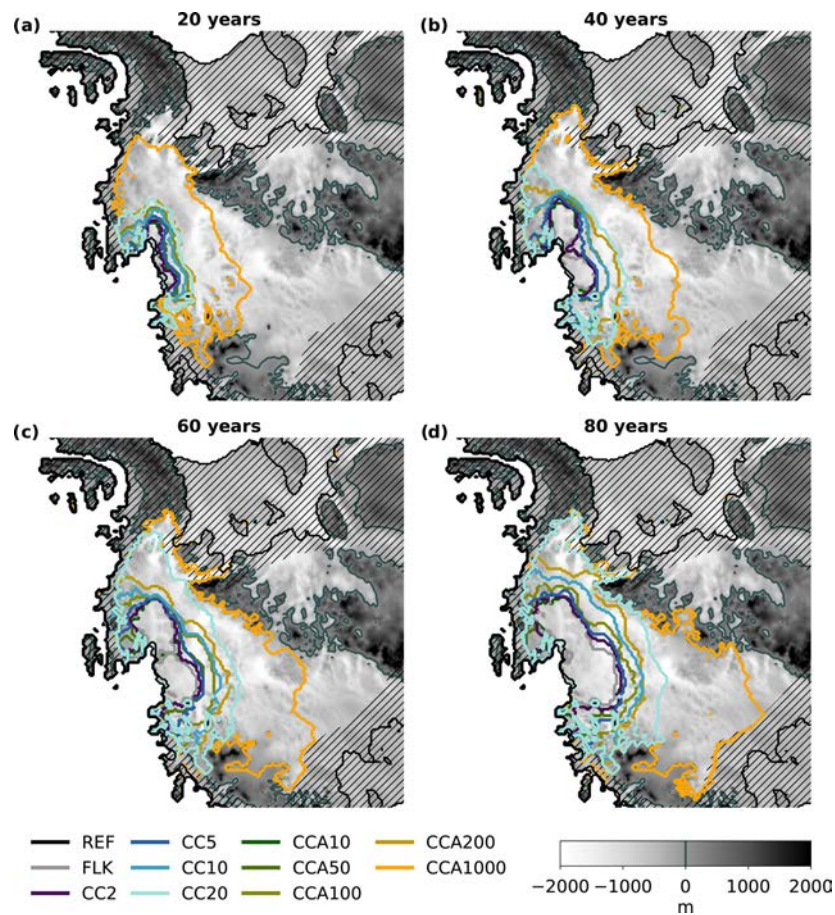 (a) 20 years
(b) 40 years
(c) 60 years
(d) 80 years
REF CC5 CCA10 CCA200
FLK CC10 CCA50 CCA1000
CC2 CC20 CCA100
−2000 −1000 0 1000 2000
m